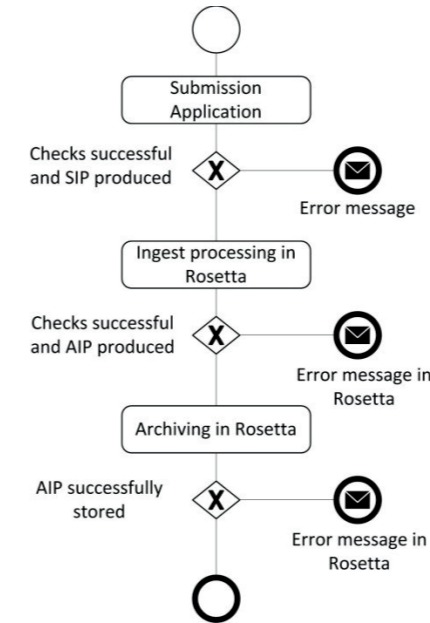 Submission
Application
Checks successful
and SIP produced
X
Error message
Ingest processing in
Rosetta
Checks successful
and AIP produced
X
Error message in
Rosetta
Archiving in Rosetta
AIP successfully
stored
X
Error message in
Rosetta